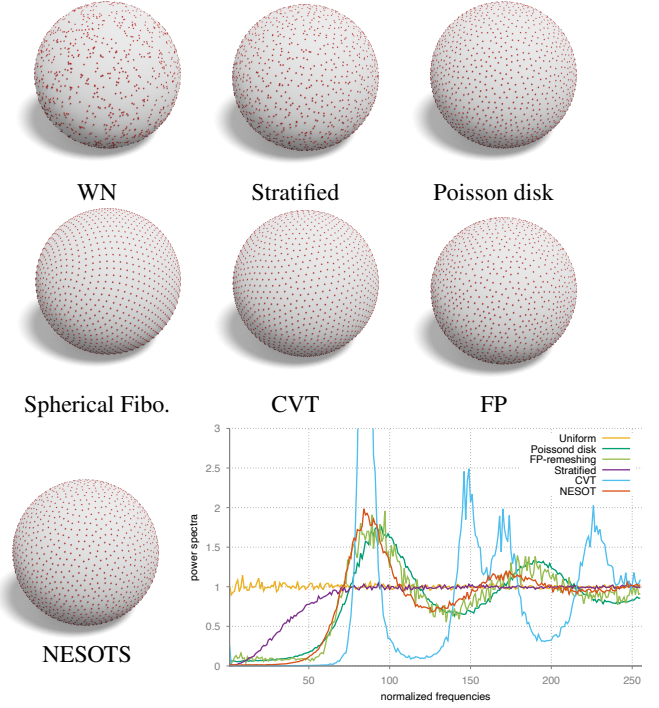 WN Stratified Poisson disk
Spherical Fibo. CVT FP
NESOTS
3
2.5
2
1.5
1
0.5
0
power spectra
Uniform
Poissond disk
FP-remeshing
Stratified
CVT
NESOT
50 100 150 200 250
normalized frequencies